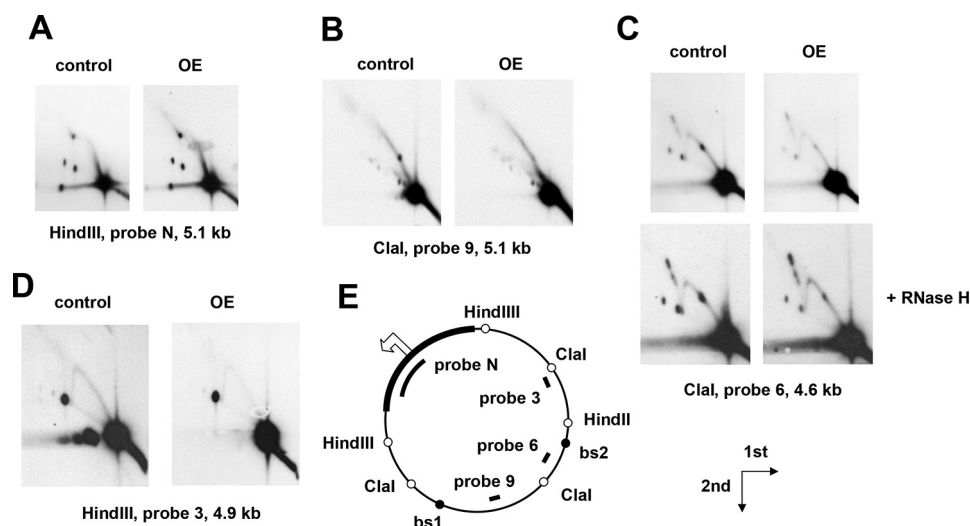 A
control
OE
HindIII, probe N, 5.1 kb
B
control
OE
ClaI, probe 9, 5.1 kb
C
control
OE
+ RNase H
ClaI, probe 6, 4.6 kb
D
control
OE
HindIII, probe 3, 4.9 kb
E
HindIIII
ClaI
probe N
probe 3
HindIII
HindII
probe 6
bs2
ClaI
probe 9
ClaI
bs1
1st
2nd